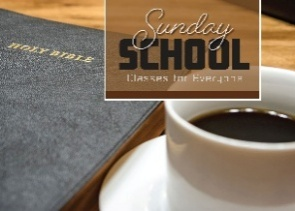 HOLY BIBLE
Sunday
SCHOOL
Classes for Everyone